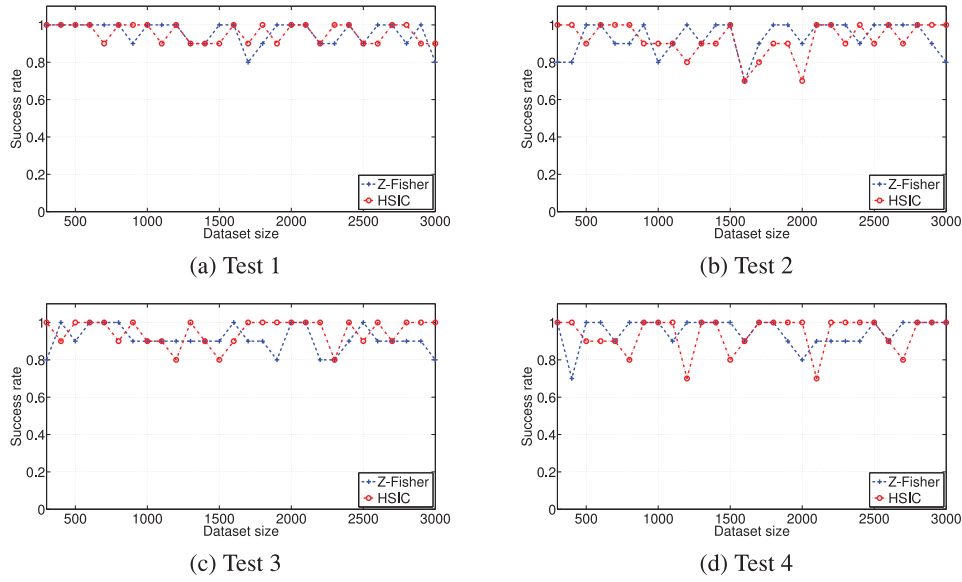 1
0.8
0.6
0.4
0.2
0
Success rate
500 1000 1500 2000 2500 3000
Dataset size
Z-Fisher
HSIC
(a) Test 1
1
0.8
0.6
0.4
0.2
0
Success rate
500 1000 1500 2000 2500 3000
Dataset size
Z-Fisher
HSIC
(b) Test 2
1
0.8
0.6
0.4
0.2
0
Success rate
500 1000 1500 2000 2500 3000
Dataset size
Z-Fisher
HSIC
(c) Test 3
1
0.8
0.6
0.4
0.2
0
Success rate
500 1000 1500 2000 2500 3000
Dataset size
Z-Fisher
HSIC
(d) Test 4